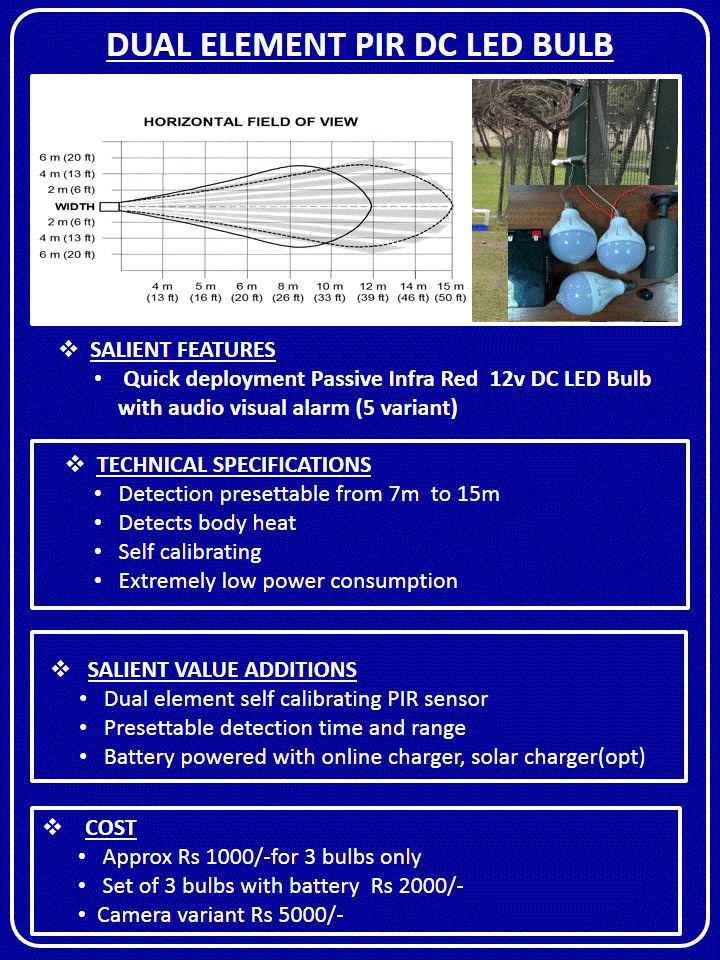 DUAL ELEMENT PIR DC LED BULB
HORIZONTAL FIELD OF VIEW
6 m (20 ft)
4 m (13 ft)
2 m (6 ft)
WIDTH
2 m (6 ft)
4 m (13 ft)
6 m (20 ft)
4 m 5 m 6 m 8 m 10 m 12 m 14 m 15 m
(13 ft) (16 ft) (20 ft) (26 ft) (33 ft) (39 ft) (46 ft) (50 ft)
❖ SALIENT FEATURES
• Quick deployment Passive Infra Red 12v DC LED Bulb
with audio visual alarm (5 variant)
❖ TECHNICAL SPECIFICATIONS
• Detection presettable from 7m to 15m
• Detects body heat
• Self calibrating
• Extremely low power consumption
❖ SALIENT VALUE ADDITIONS
• Dual element self calibrating PIR sensor
• Presettable detection time and range
• Battery powered with online charger, solar charger(opt)
❖ COST
• Approx Rs 1000/-for 3 bulbs only
• Set of 3 bulbs with battery Rs 2000/-
• Camera variant Rs 5000/-